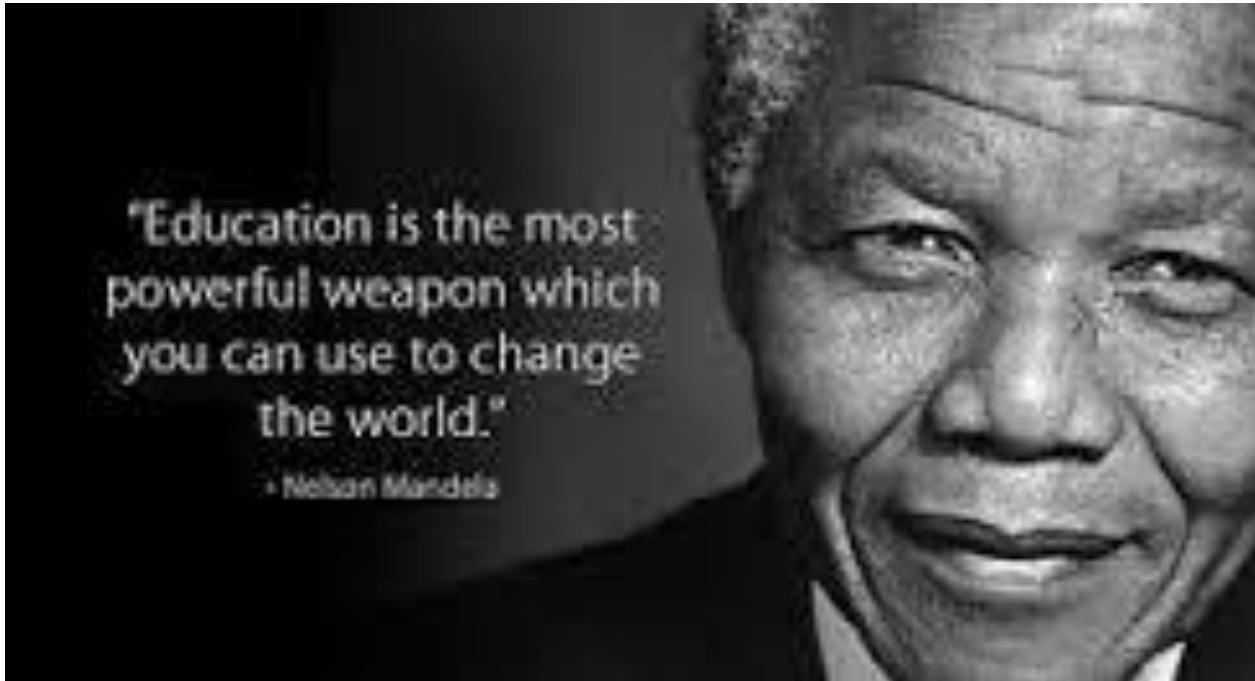 "Education is the most
powerful weapon which
you can use to change
the world."
- Nelson Mandela